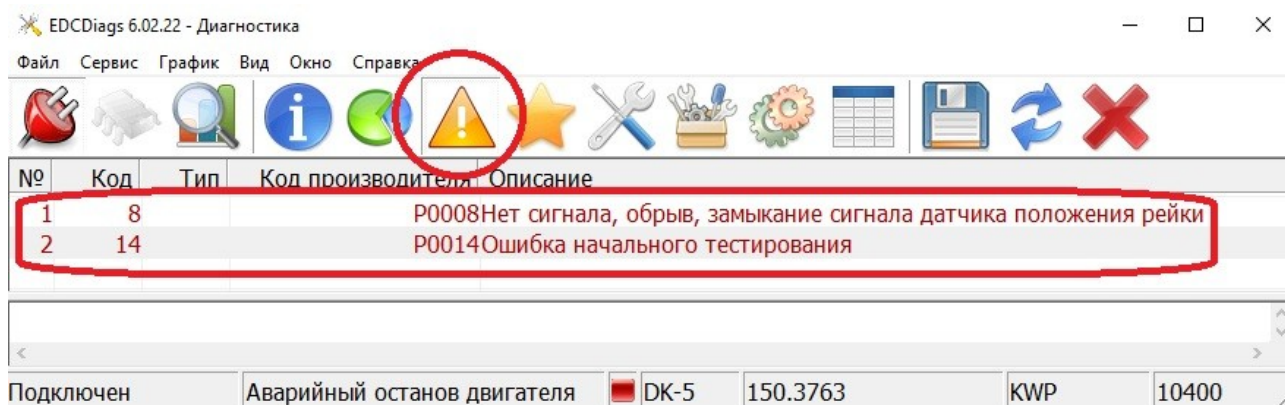 EDCDiags 6.02.22 - Диагностика
Файл Сервис График Вид Окно Справка
№ Код Тип Код производителя Описание
1 8 P0008 Нет сигнала, обрыв, замыкание сигнала датчика положения рейки
2 14 P0014 Ошибка начального тестирования
Подключен Аварийный останов двигателя DK-5 150.3763 KWP 10400